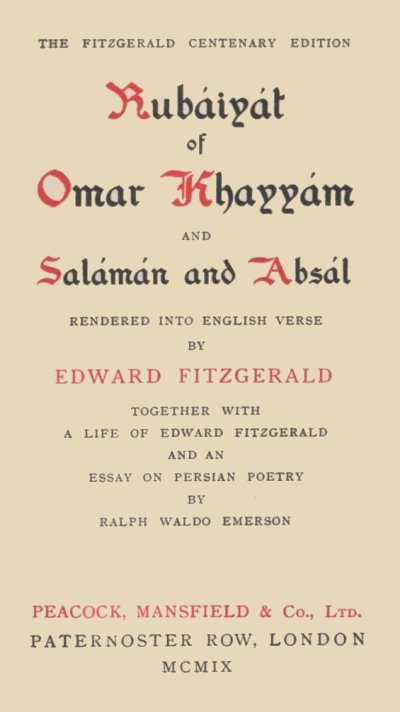 THE FITZGERALD CENTENARY EDITION
Rubáiyát
of
Omar Khayyám
AND
Salámán and Absál
RENDERED INTO ENGLISH VERSE
BY
EDWARD FITZGERALD
TOGETHER WITH
A LIFE OF EDWARD FITZGERALD
AND AN
ESSAY ON PERSIAN POETRY
BY
RALPH WALDO EMERSON
PEACOCK, MANSFIELD & Co., LTD.
PATERNOSTER ROW, LONDON
MCMIX